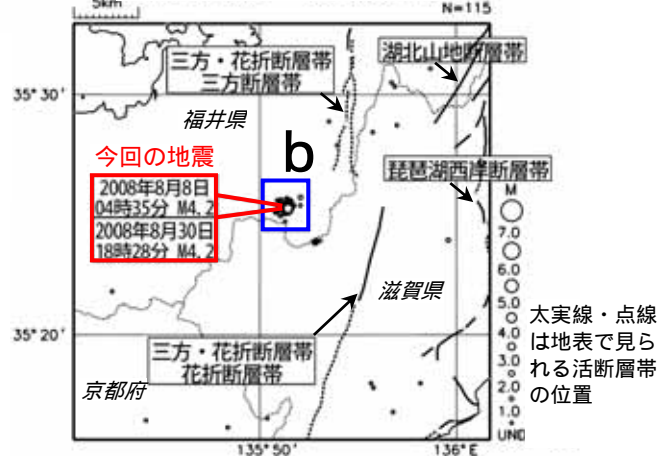 5km
N=115
三方・花折断層帯
三方断層帯
湖北山地断層帯
35°30'
福井県
今回の地震
b
琵琶湖西岸断層帯
2008年8月8日
04時35分 M4.2
2008年8月30日
18時28分 M4.2
M
7.0
6.0
5.0
4.0
3.0
2.0
1.0
UND
滋賀県
太実線・点線
は地表で見ら
れる活断層帯
の位置
35°20'
三方・花折断層帯
花折断層帯
京都府
135°50'
136°E